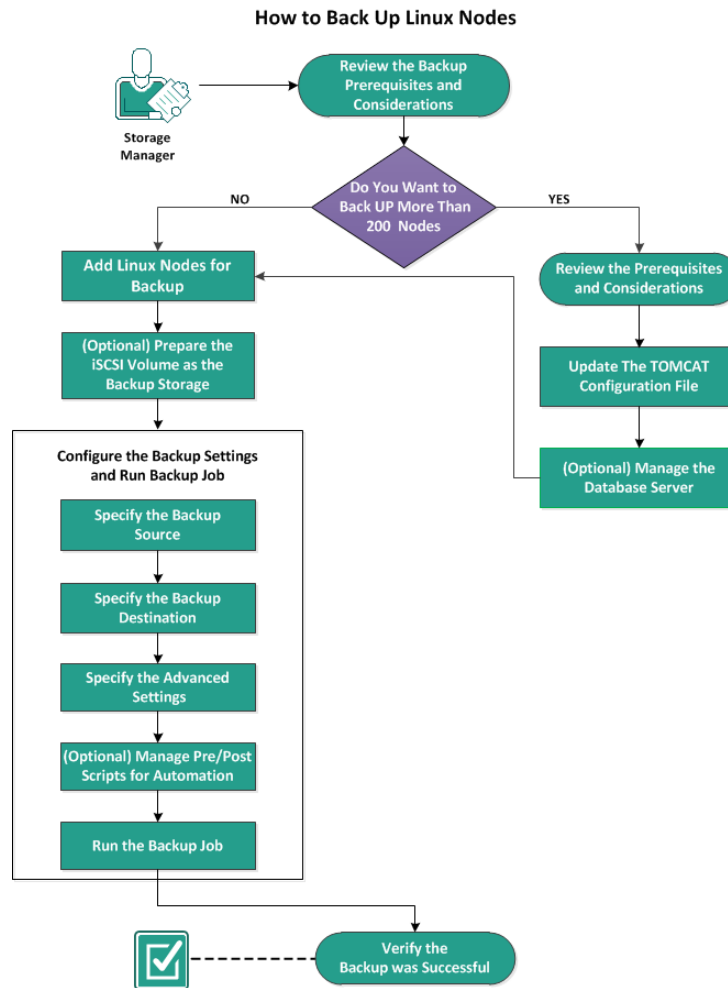 How to Back Up Linux Nodes
Review the Backup
Prerequisites and
Considerations
Storage
Manager
Do You Want to
Back UP More Than
200 Nodes
NO
YES
Add Linux Nodes for
Backup
Review the Prerequisites
and Considerations
(Optional) Prepare the
iSCSI Volume as the
Backup Storage
Update The TOMCAT
Configuration File
(Optional) Manage the
Database Server
Configure the Backup Settings
and Run Backup Job
Specify the Backup
Source
Specify the Backup
Destination
Specify the Advanced
Settings
(Optional) Manage Pre/Post
Scripts for Automation
Run the Backup Job
Verify the
Backup was Successful